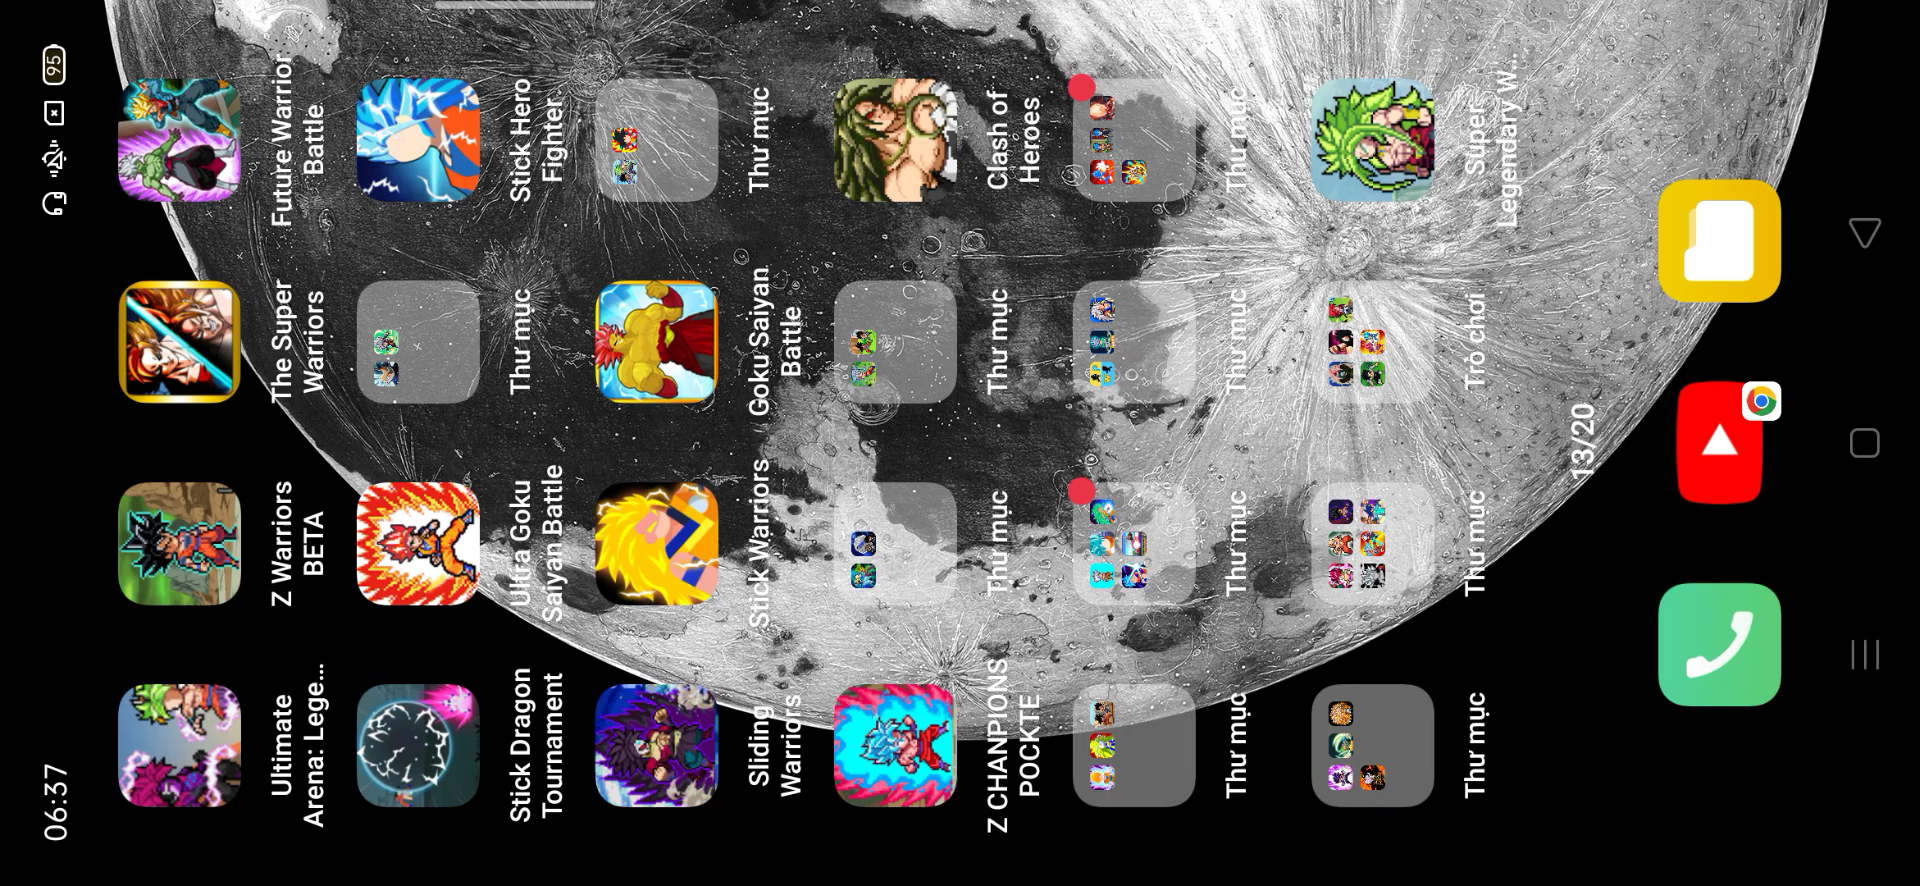 06:37
95
Ultimate
Arena: Lege...
Z Warriors
BETA
The Super
Warriors
Future Warrior
Battle
Stick Dragon
Tournament
Ultra Goku
Saiyan Battle
Thư mục
Stick Hero
Fighter
Sliding
Warriors
Stick Warriors
Goku Saiyan
Battle
Thư mục
Z CHANPIONS
POCKTE
Thư mục
Thư mục
Clash of
Heroes
Thư mục
Thư mục
Thư mục
Thư mục
Thư mục
Thư mục
Trò chơi
Super
Legendary W...
13/20